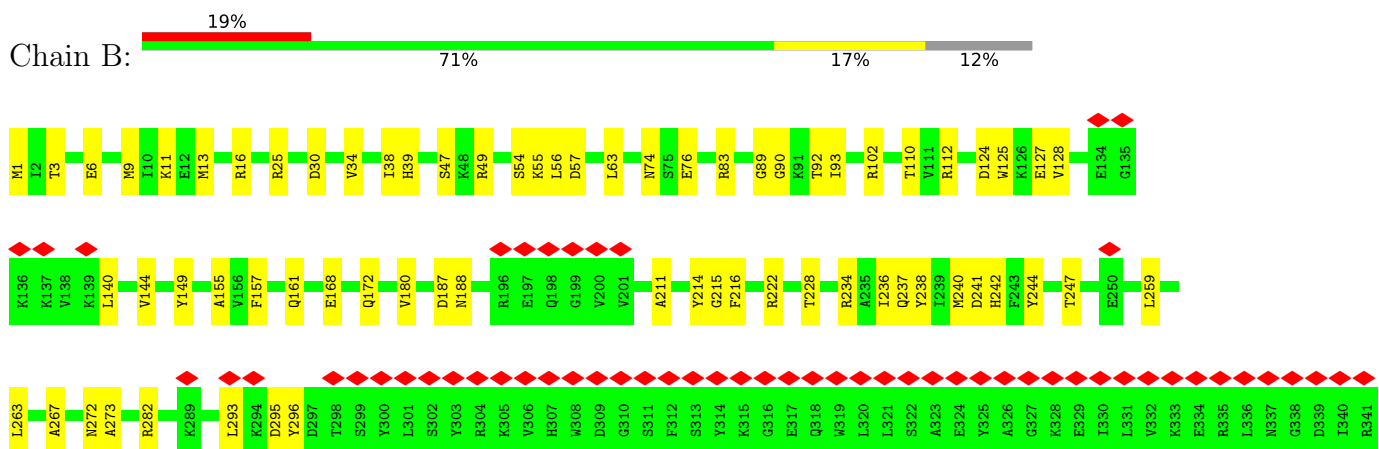 19%
Chain B:
71% 17% 12%
M1 I2 T3 E6 M9 I10 K11 E12 M13 R16 R25 D30 V34 I38 H39 S47 K48 R49 S54 K55 L56 D57 L63 N74 S75 E76 R83 G89 G90 K91 T92 I93 R102 T110 V111 R112 D124 W125 K126 E127 V128 E134 G135
K136 K137 V138 K139 L140 V144 Y149 A155 V156 F157 Q161 E168 Q172 V180 D187 N188 R196 E197 Q198 G199 V200 V201 A211 Y214 G215 F216 R222 T228 R234 A235 I236 Q237 Y238 I239 M240 D241 H242 F243 Y244 T247 E250 L259
L263 A267 N272 A273 R282 K289 L293 K294 D295 Y296 D297 T298 S299 Y300 L301 S302 Y303 R304 K305 V306 H307 W308 D309 G310 S311 F312 S313 Y314 K315 G316 E317 Q318 W319 L320 L321 S322 A323 E324 Y325 A326 G327 K328 E329 I330 L331 V332 K333 E334 R335 L336 N337 G338 D339 I340 R341